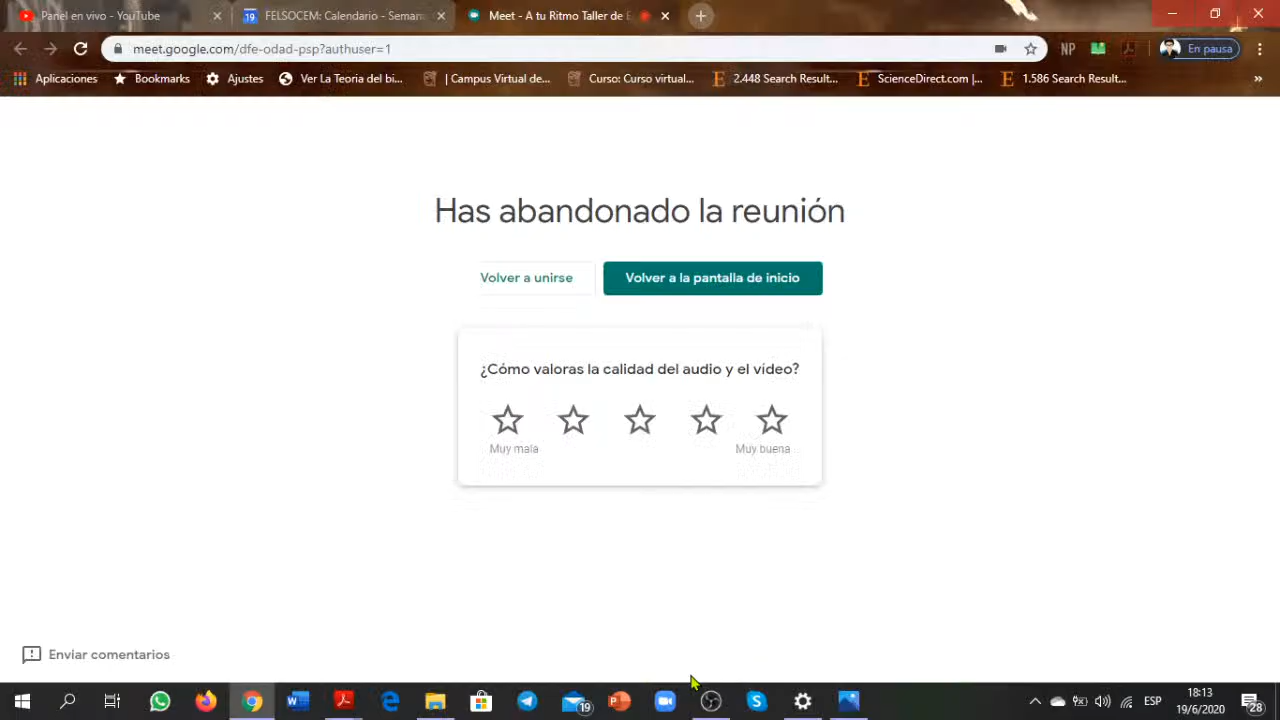 Panel en vivo - YouTube
FELSOCEM: Calendario - Seman
Meet - A tu Ritmo Taller de E
meet.google.com/dfe-odad-psp?authuser=1
NP
En pausa
Aplicaciones
Bookmarks
Ajustes
Ver La Teoria del bi...
| Campus Virtual de...
Curso: Curso virtual...
2.448 Search Result...
ScienceDirect.com |...
1.586 Search Result...
»
Has abandonado la reunión
Volver a unirse
Volver a la pantalla de inicio
¿Cómo valoras la calidad del audio y el vídeo?
Muy mala
Muy buena
Enviar comentarios
19
ESP
18:13
19/6/2020
28